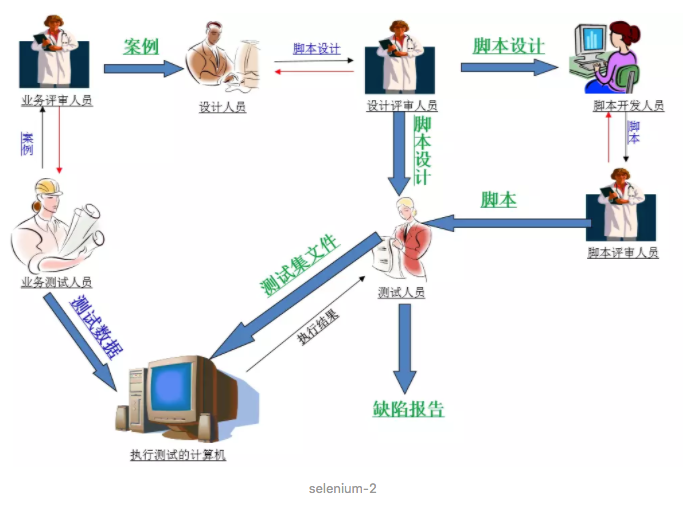 案例
脚本设计
脚本设计
业务评审人员
设计人员
设计评审人员
脚本开发人员
案例
脚本设计
脚本
脚本
业务测试人员
测试集文件
测试人员
脚本评审人员
测试数据
执行结果
缺陷报告
执行测试的计算机
selenium-2